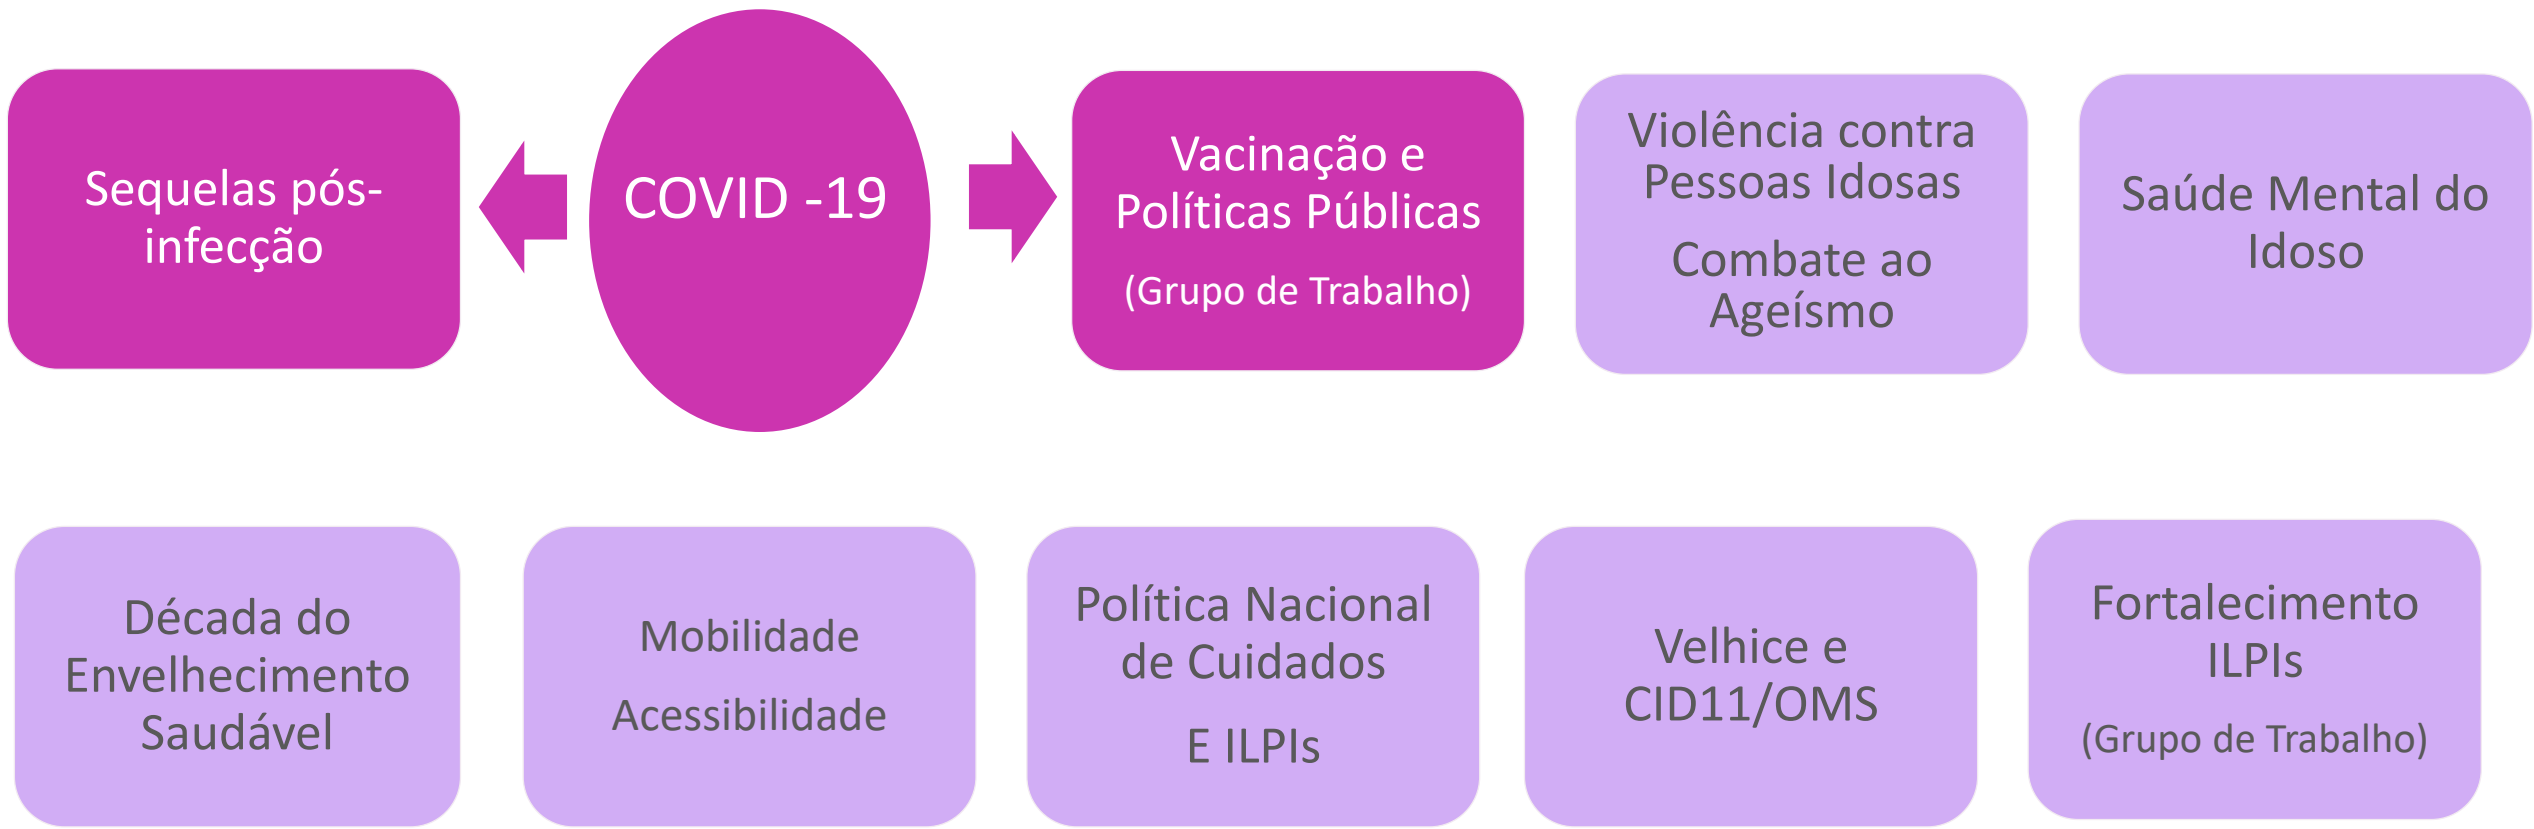 Sequelas pós-
infecção
COVID -19
Vacinação e
Políticas Públicas
(Grupo de Trabalho)
Violência contra
Pessoas Idosas
Combate ao
Ageísmo
Saúde Mental do
Idoso
Década do
Envelhecimento
Saudável
Mobilidade
Acessibilidade
Política Nacional
de Cuidados
E ILPIs
Velhice e
CID11/OMS
Fortalecimento
ILPIs
(Grupo de Trabalho)